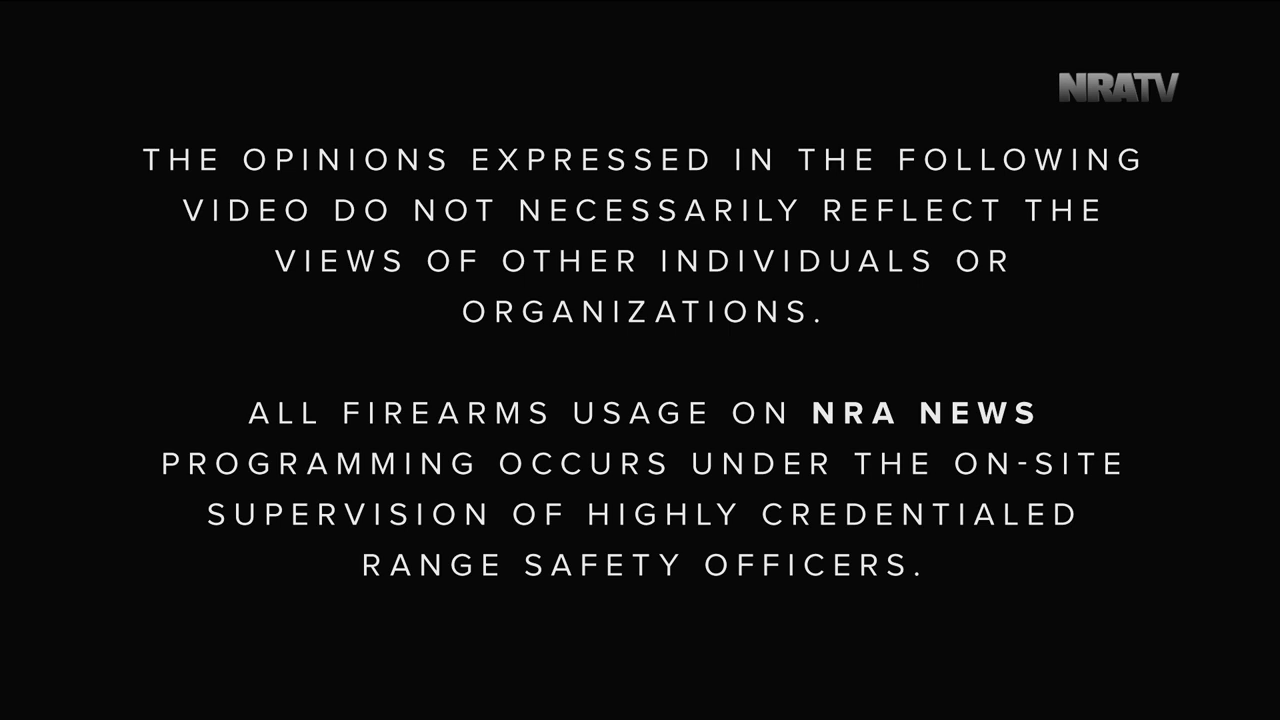 NRATV
THE OPINIONS EXPRESSED IN THE FOLLOWING
VIDEO DO NOT NECESSARILY REFLECT THE
VIEWS OF OTHER INDIVIDUALS OR
ORGANIZATIONS.
ALL FIREARMS USAGE ON NRA NEWS
PROGRAMMING OCCURS UNDER THE ON-SITE
SUPERVISION OF HIGHLY CREDENTIALED
RANGE SAFETY OFFICERS.